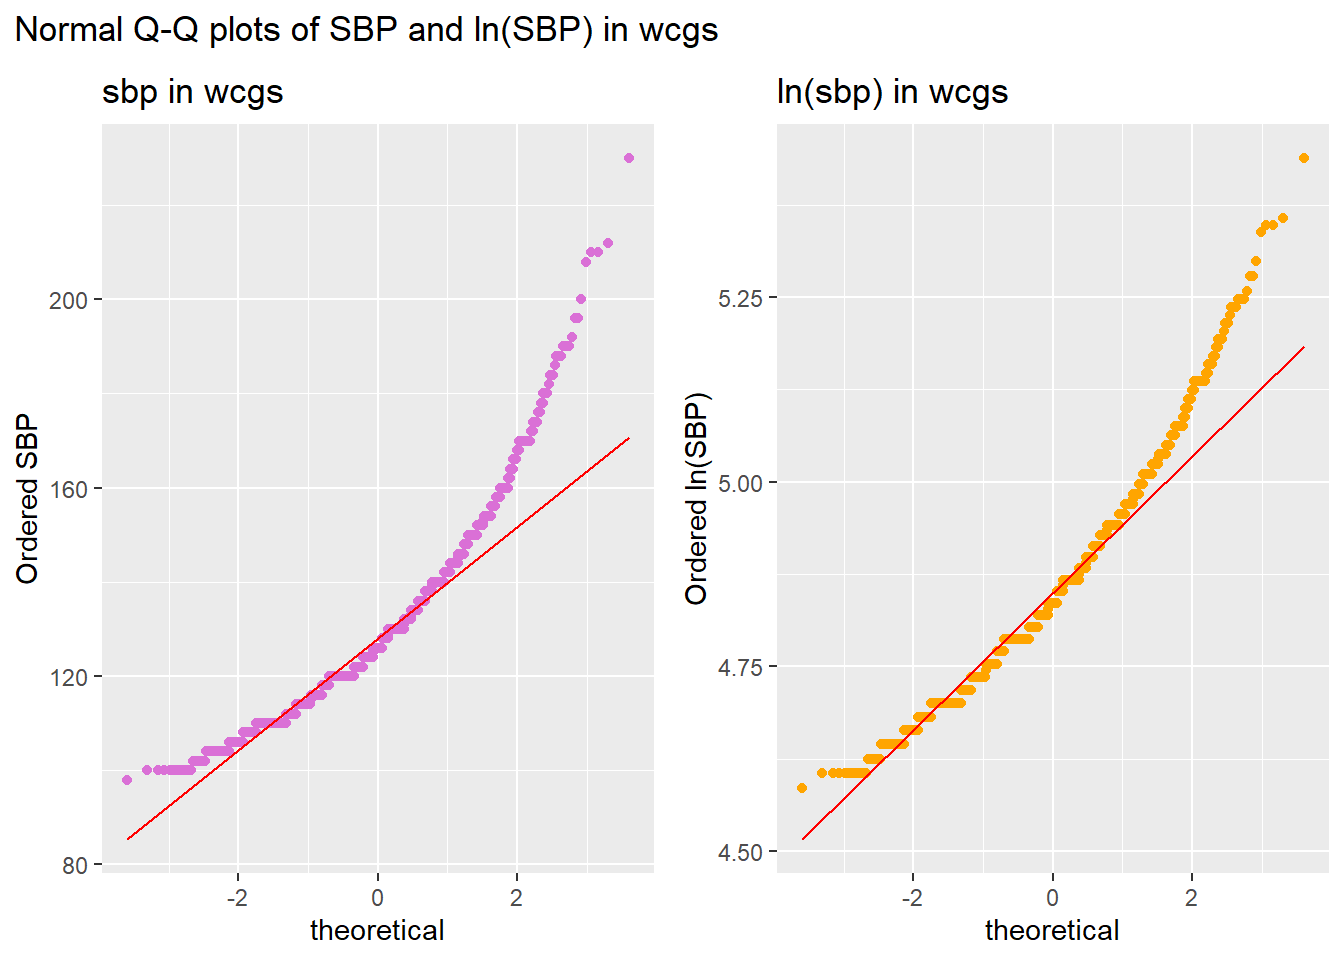 Normal Q-Q plots of SBP and ln(SBP) in wcgs
sbp in wcgs
Ordered SBP
200
160
120
80
-2
0
2
theoretical
ln(sbp) in wcgs
Ordered ln(SBP)
5.25
5.00
4.75
4.50
-2
0
2
theoretical